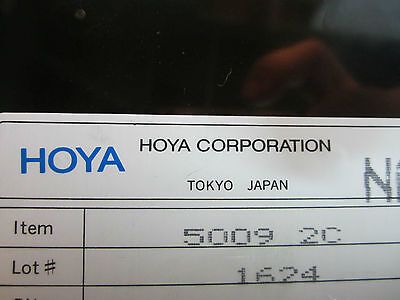 HOYA HOYA CORPORATION
TOKYO JAPAN
Item 5009 2C
Lot # 1624